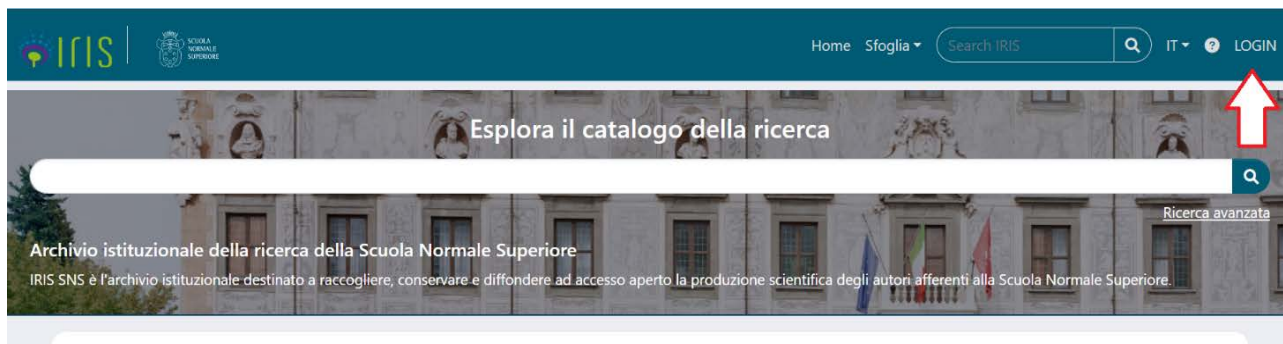 IRIS
SCUOLA
NORMALE
SUPERIORE
Home Sfoglia Search IRIS IT LOGIN
Esplora il catalogo della ricerca
Ricerca avanzata
Archivio istituzionale della ricerca della Scuola Normale Superiore
IRIS SNS è l'archivio istituzionale destinato a raccogliere, conservare e diffondere ad accesso aperto la produzione scientifica degli autori afferenti alla Scuola Normale Superiore.